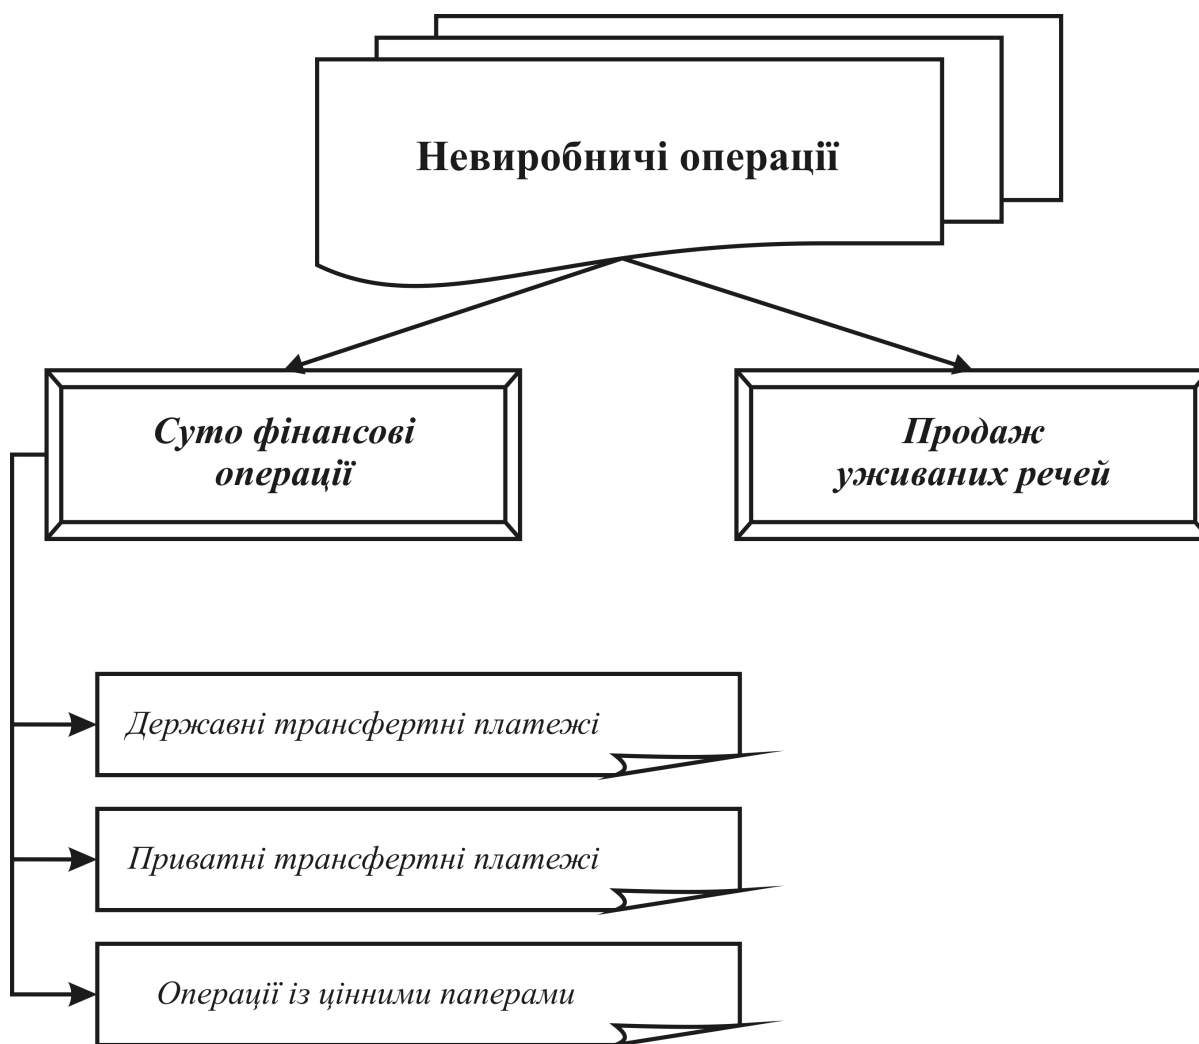 Невиробничі операції
Суто фінансові
операції
Продаж
уживаних речей
Державні трансфертні платежі
Приватні трансфертні платежі
Операції із цінними паперами